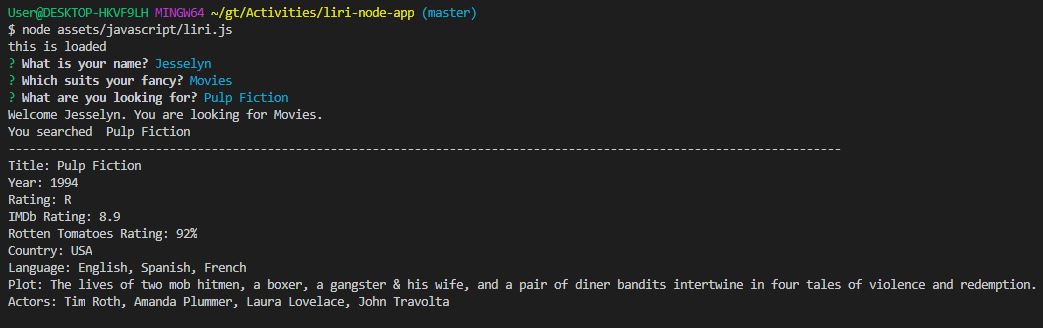 User@DESKTOP-HKVF9LH MINGW64 ~/gt/Activities/liri-node-app (master)
$ node assets/javascript/liri.js
this is loaded
? What is your name? Jesselyn
? Which suits your fancy? Movies
? What are you looking for? Pulp Fiction
Welcome Jesselyn. You are looking for Movies.
You searched  Pulp Fiction
-----------------------------------------------------------------------------------------------------------------------
Title: Pulp Fiction
Year: 1994
Rating: R
IMDb Rating: 8.9
Rotten Tomatoes Rating: 92%
Country: USA
Language: English, Spanish, French
Plot: The lives of two mob hitmen, a boxer, a gangster & his wife, and a pair of diner bandits intertwine in four tales of violence and redemption.
Actors: Tim Roth, Amanda Plummer, Laura Lovelace, John Travolta